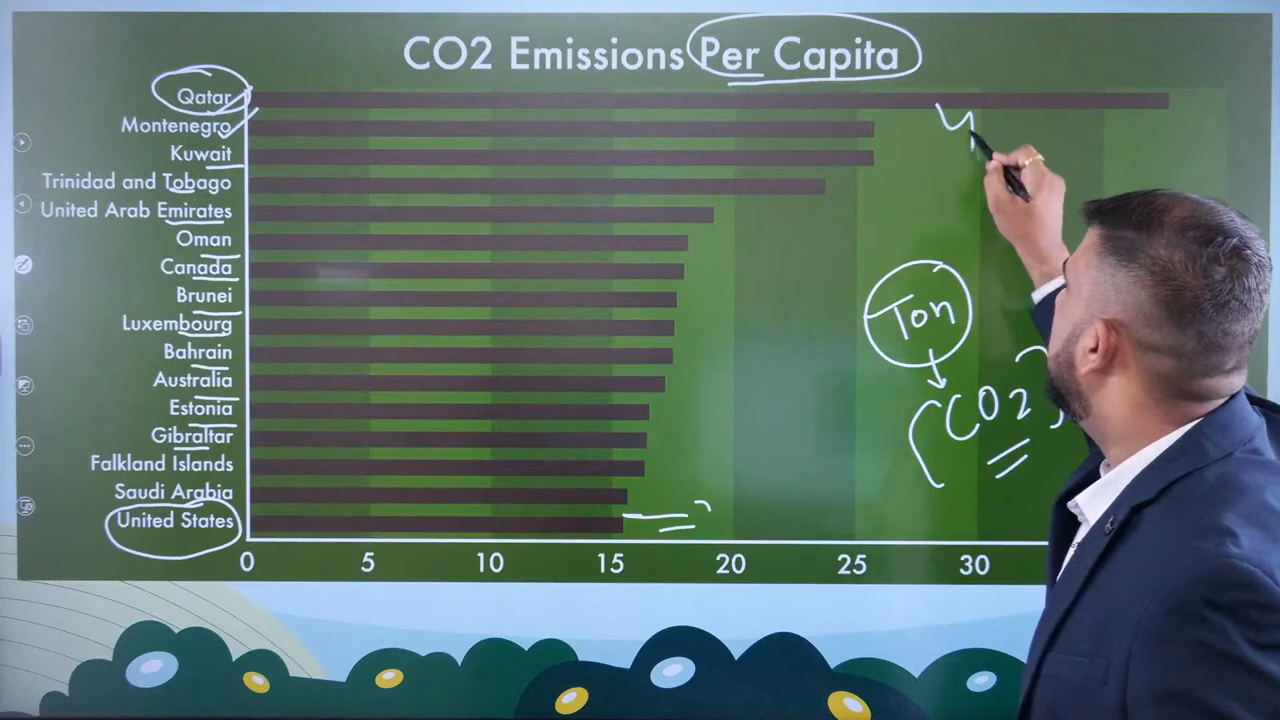 CO2 Emissions Per Capita
Qatar
Montenegro
Kuwait
Trinidad and Tobago
United Arab Emirates
Oman
Canada
Brunei
Luxembourg
Bahrain
Australia
Estonia
Gibraltar
Falkland Islands
Saudi Arabia
United States
0 5 10 15 20 25 30
Ton
CO2